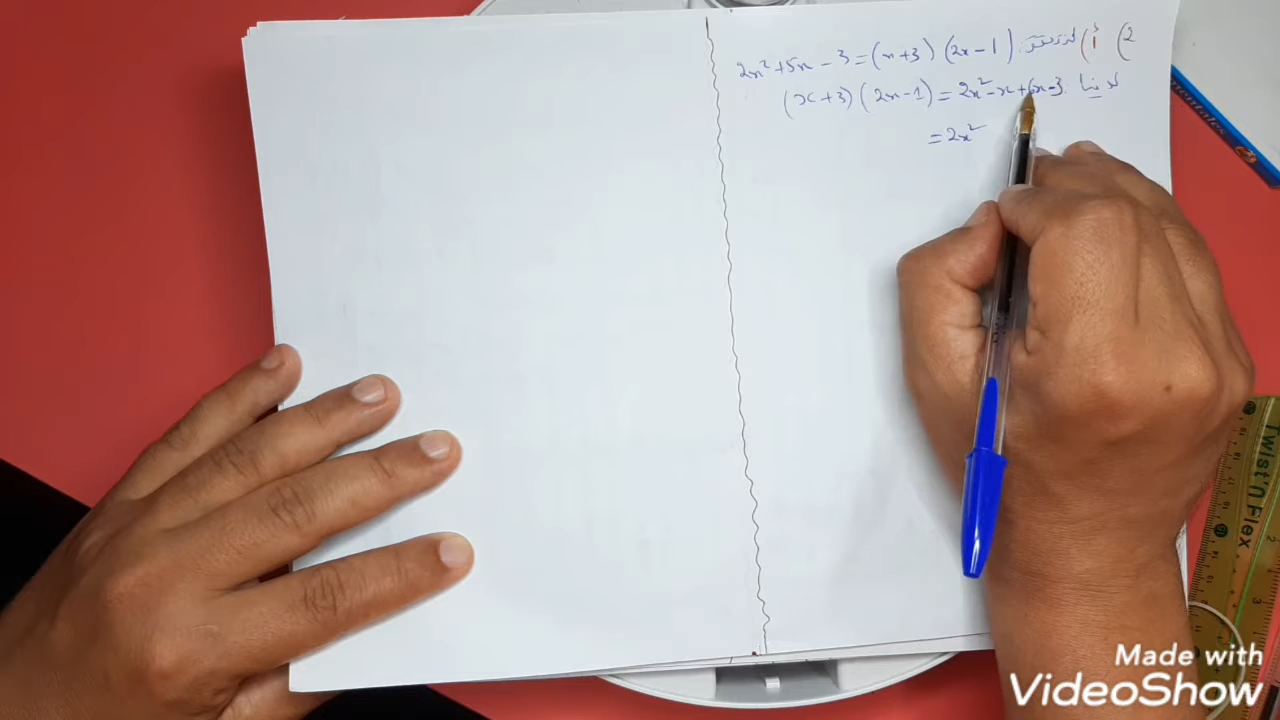 2) أ) لنتحقق: 2x² + 5x - 3 = (x+3) (2x - 1)
لدينا: (x+3) (2x-1) = 2x² - x + 6x - 3
= 2x²
Twist'n Flex
Made with
VideoShow